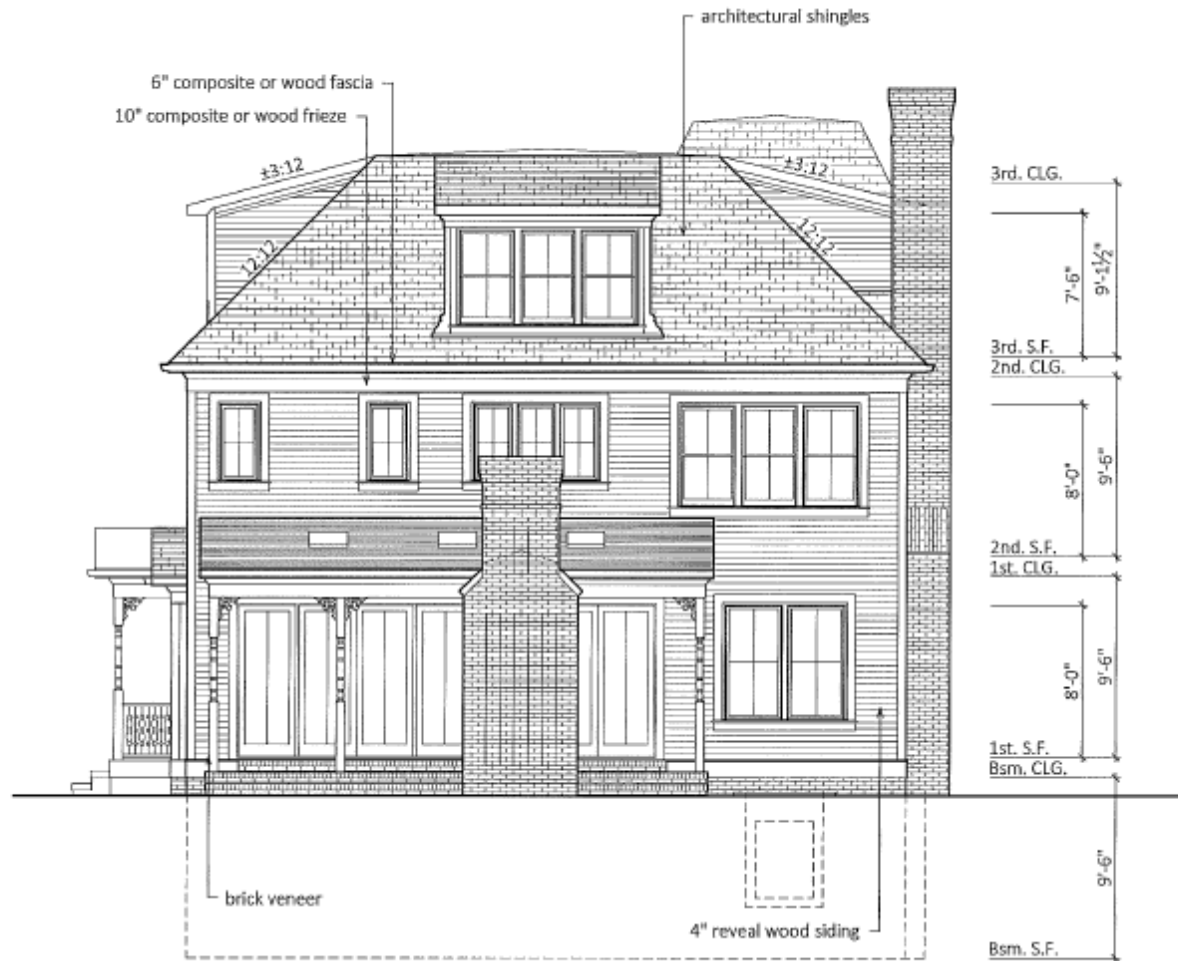 architectural shingles
6" composite or wood fascia
10" composite or wood frieze
±3:12
±3:12
12:12
12:12
3rd. CLG.
7'-6"
9'-1½"
3rd. S.F.
2nd. CLG.
8'-0"
9'-6"
2nd. S.F.
1st. CLG.
8'-0"
9'-6"
1st. S.F.
Bsm. CLG.
9'-6"
brick veneer
4" reveal wood siding
Bsm. S.F.